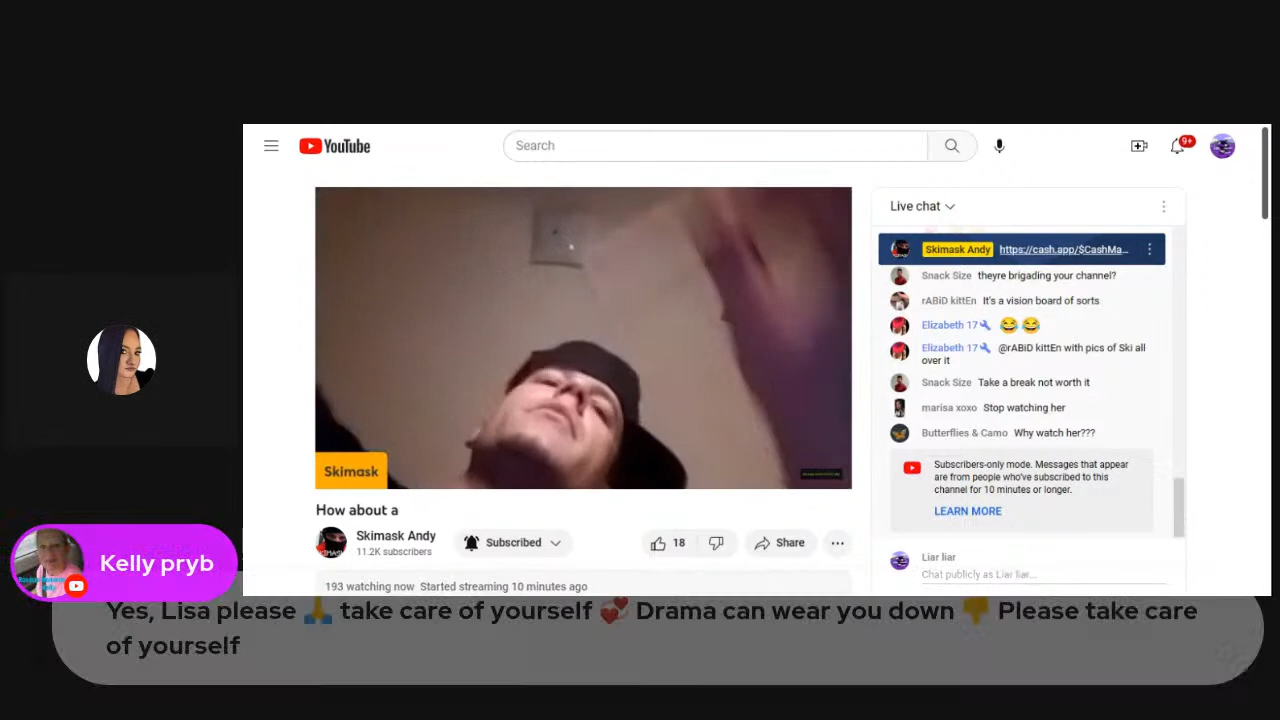 YouTube
Search
9+
Live chat
Skimask Andy https://cash.app/$CashMa...
Snack Size theyre brigading your channel?
rABiD kittEn It's a vision board of sorts
Elizabeth 17 😂 😂
Elizabeth 17 @rABiD kittEn with pics of Ski all
over it
Snack Size Take a break not worth it
marisa xoxo Stop watching her
Butterflies & Camo Why watch her???
Subscribers-only mode. Messages that appear
are from people who've subscribed to this
channel for 10 minutes or longer.
LEARN MORE
Liar liar
Chat publicly as Liar liar...
Skimask
How about a
Skimask Andy
11.2K subscribers
Subscribed
18
Share
193 watching now Started streaming 10 minutes ago
Kelly pryb
Yes, Lisa please 🙏 take care of yourself 💞 Drama can wear you down 👎 Please take care
of yourself